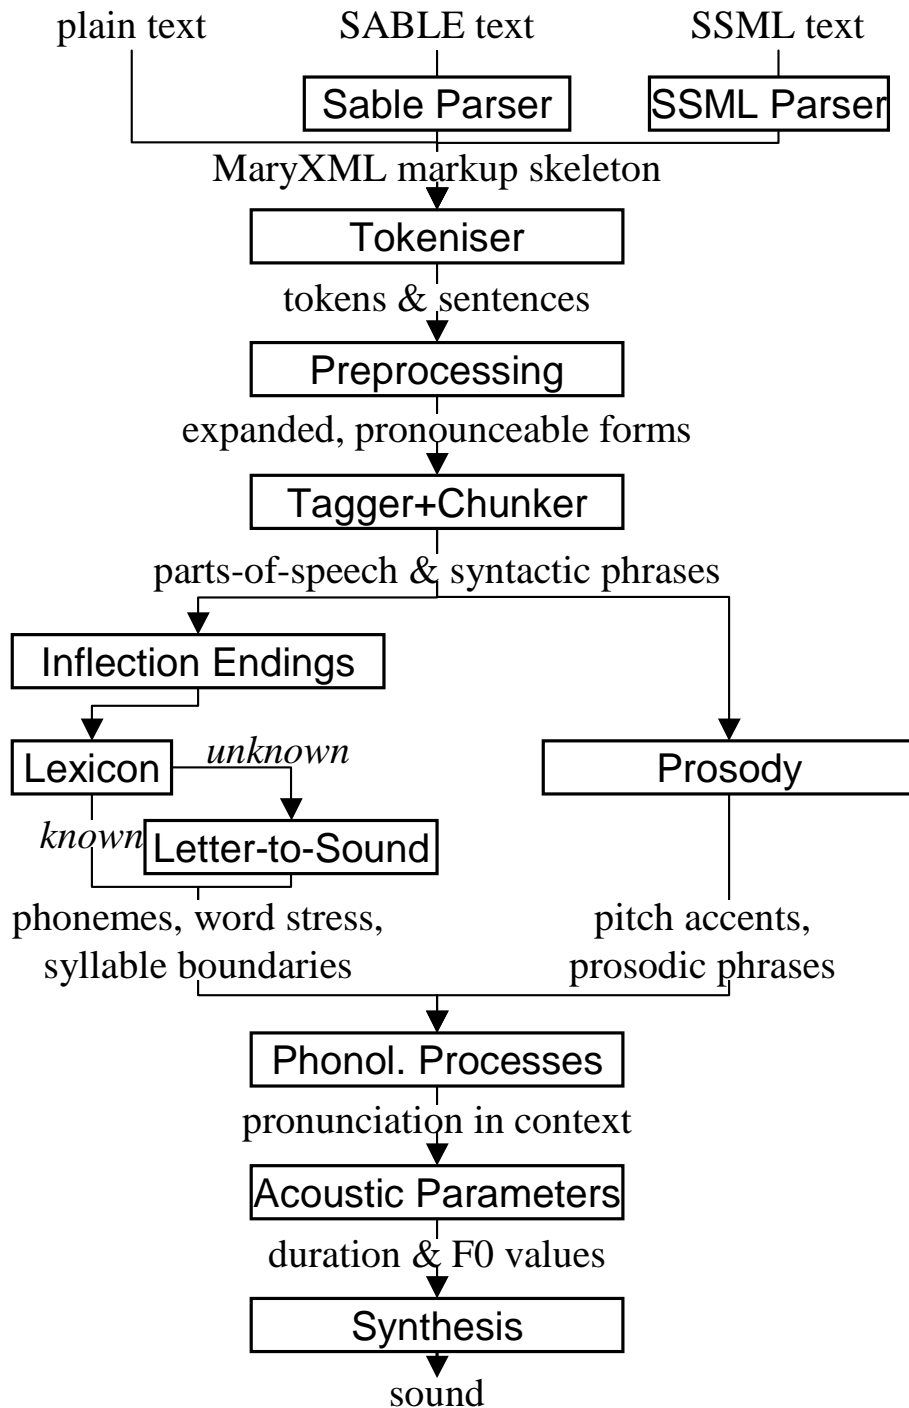 plain text SABLE text SSML text
Sable Parser SSML Parser
MaryXML markup skeleton
Tokeniser
tokens & sentences
Preprocessing
expanded, pronounceable forms
Tagger+Chunker
parts-of-speech & syntactic phrases
Inflection Endings
unknown
Lexicon
Prosody
known
Letter-to-Sound
phonemes, word stress,
syllable boundaries
pitch accents,
prosodic phrases
Phonol. Processes
pronunciation in context
Acoustic Parameters
duration & F0 values
Synthesis
sound